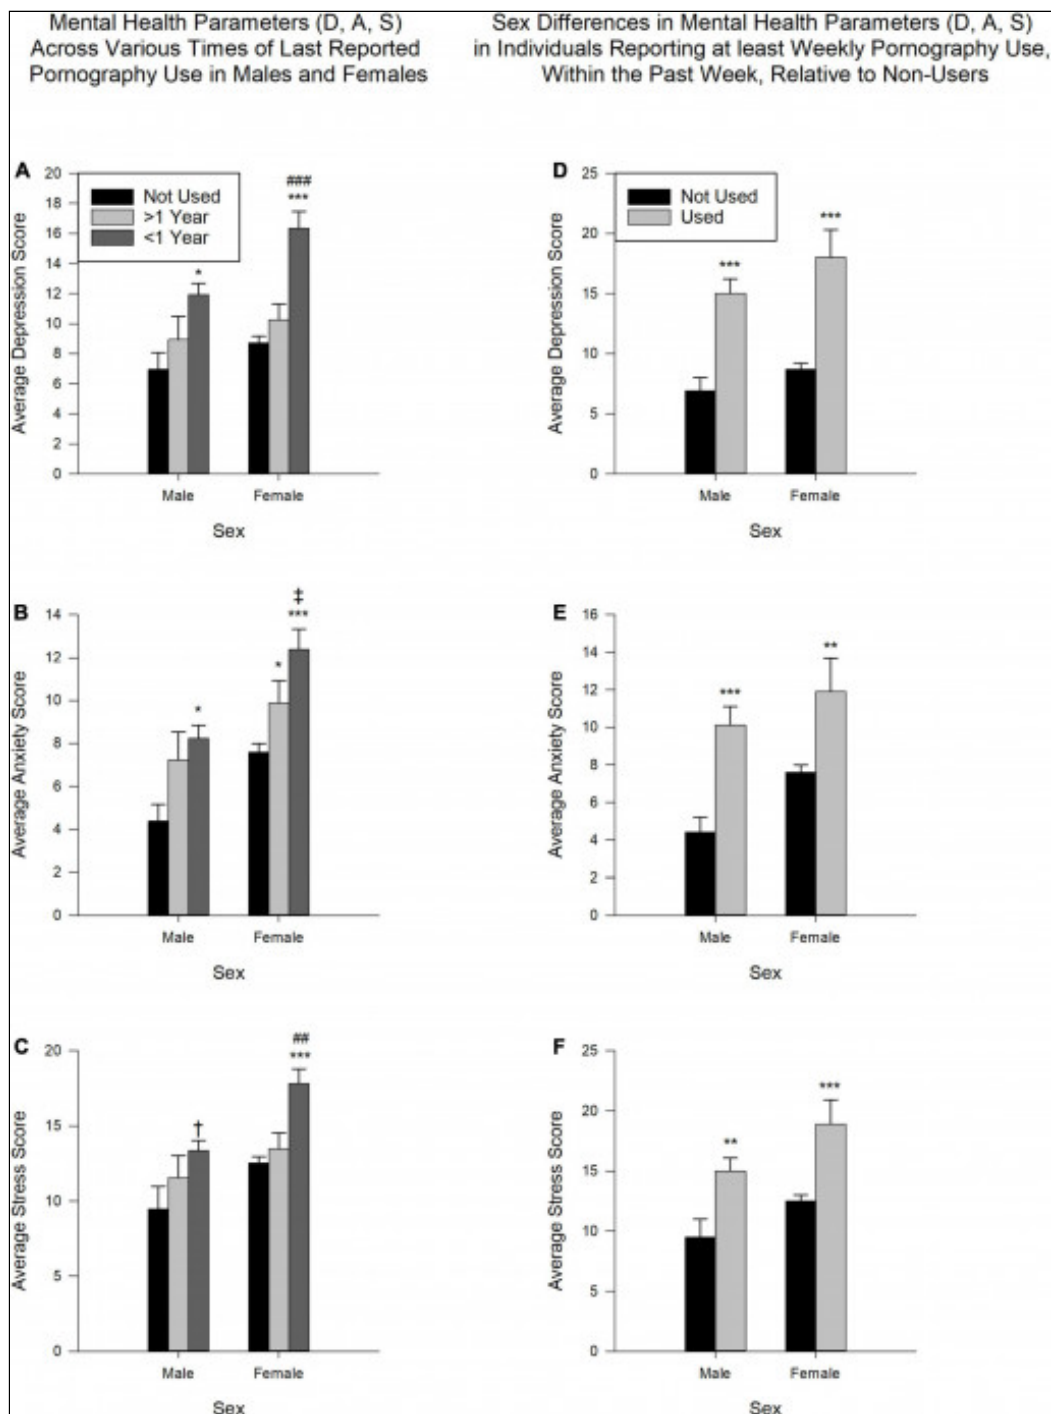 Mental Health Parameters (D, A, S)
Across Various Times of Last Reported
Pornography Use in Males and Females
Sex Differences in Mental Health Parameters (D, A, S)
in Individuals Reporting at least Weekly Pornography Use,
Within the Past Week, Relative to Non-Users
A
Average Depression Score
20
18
16
14
12
10
8
6
4
2
0
Not Used
>1 Year
<1 Year
*
###
***
Male
Female
Sex
D
Average Depression Score
25
20
15
10
5
0
Not Used
Used
***
***
Male
Female
Sex
B
Average Anxiety Score
14
12
10
8
6
4
2
0
*
*
‡
***
Male
Female
Sex
E
Average Anxiety Score
16
14
12
10
8
6
4
2
0
***
**
Male
Female
Sex
C
Average Stress Score
20
15
10
5
0
†
##
***
Male
Female
Sex
F
Average Stress Score
25
20
15
10
5
0
**
***
Male
Female
Sex